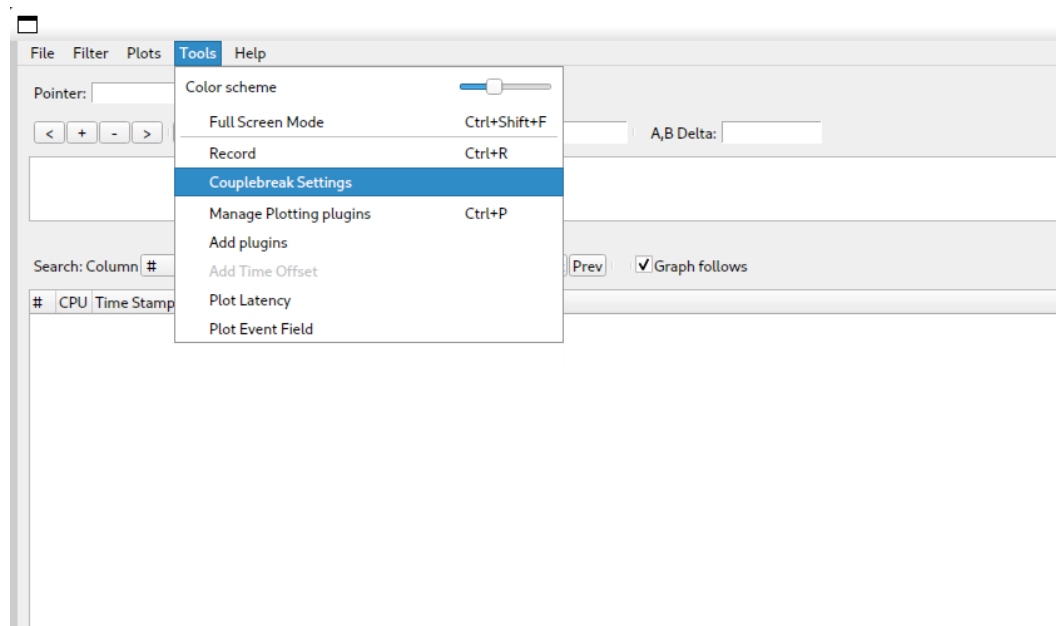 File Filter Plots Tools Help
Pointer:
Color scheme
Full Screen Mode Ctrl+Shift+F
< + - > A,B Delta:
Record Ctrl+R
Couplebreak Settings
Manage Plotting plugins Ctrl+P
Add plugins
Search: Column # Prev Graph follows
Add Time Offset
# CPU Time Stamp
Plot Latency
Plot Event Field